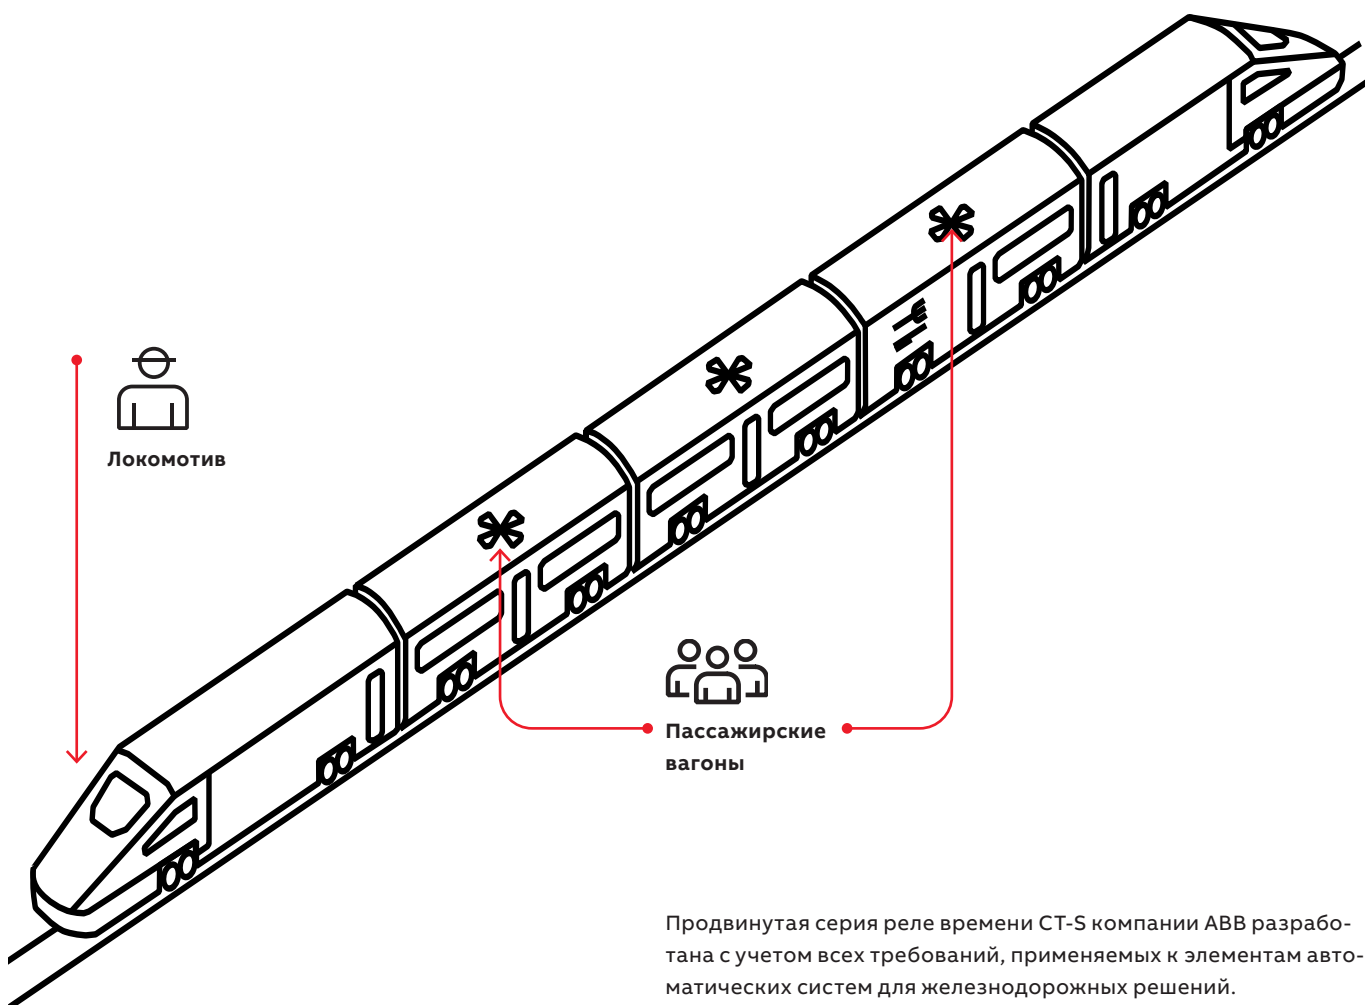 Локомотив
Пассажирские
вагоны
Продвинутая серия реле времени CT-S компании ABB разрабо-
тана с учетом всех требований, применяемых к элементам авто-
матических систем для железнодорожных решений.